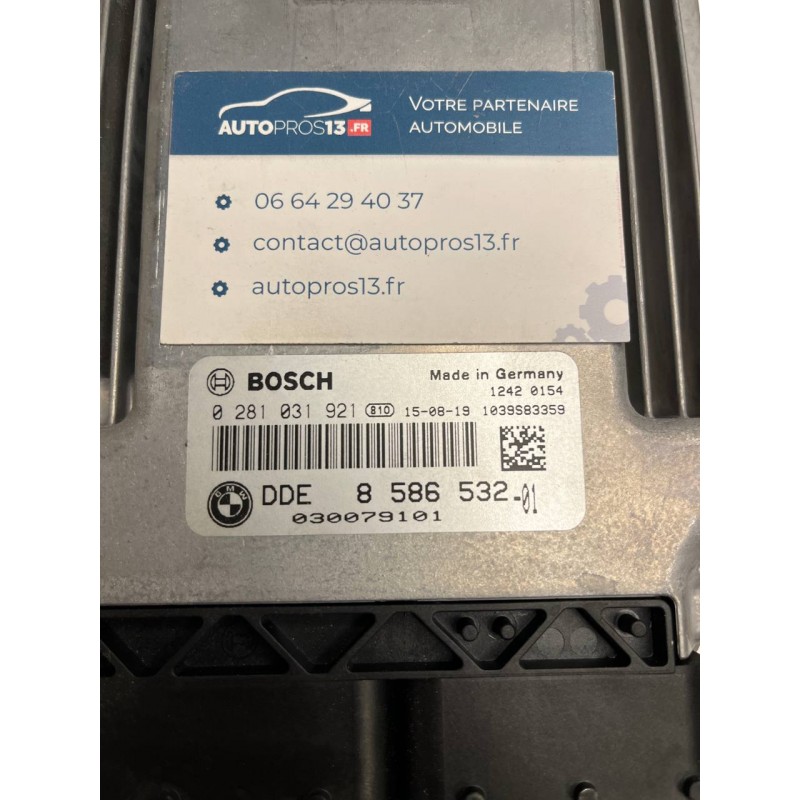 AUTOPROS13.FR
VOTRE PARTENAIRE
AUTOMOBILE
06 64 29 40 37
contact@autopros13.fr
autopros13.fr
BOSCH
Made in Germany
1242 0154
0 281 031 921 B10 15-08-19 1039S83359
BMW
DDE 8 586 532-01
030079101